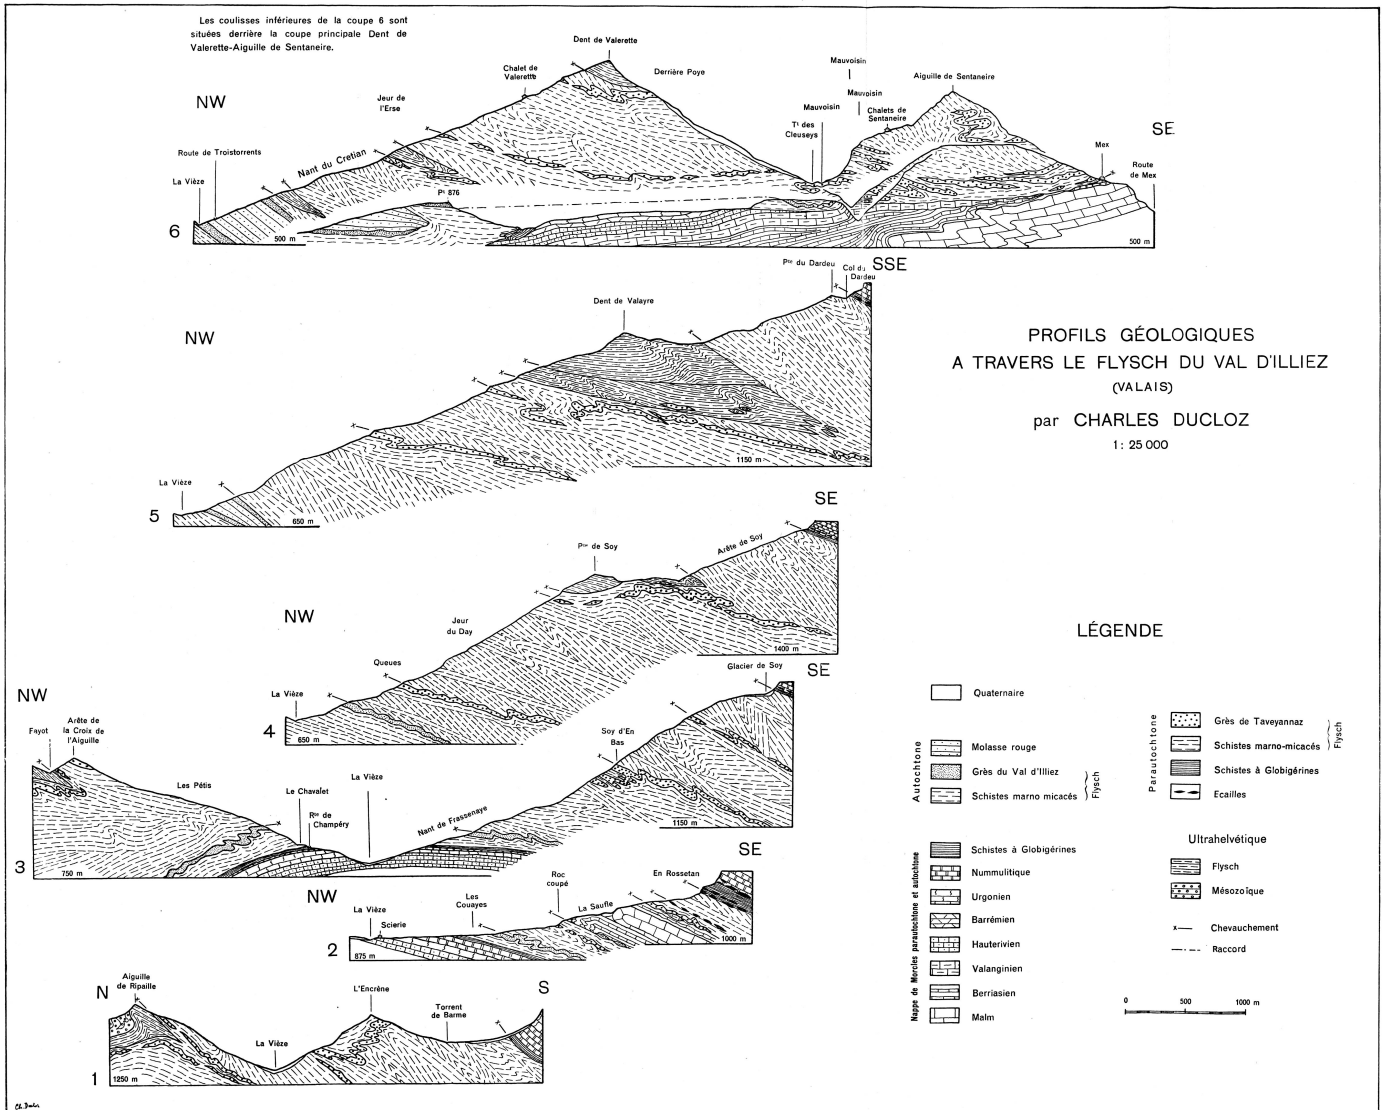 Les coulisses inférieures de la coupe 6 sont
situées derrière la coupe principale Dent de
Valerette-Aiguille de Sentaneire.
NW
Dent de Valerette
Chalet de
Valerette
Derrière Poye
Jeur de
l'Erse
Mauvoisin
Mauvoisin
Mauvoisin
Tt des
Cleuseys
Chalets de
Sentaneire
Aiguille de Sentaneire
SE
Mex
Route
de Mex
Route de Troistorrents
Nant du Cretian
La Vièze
Pt 876
6
500 m
500 m
NW
Dent de Valayre
Pte du Dardeu
Col du
Dardeu
SSE
La Vièze
5
650 m
1150 m
PROFILS GÉOLOGIQUES
A TRAVERS LE FLYSCH DU VAL D'ILLIEZ
(VALAIS)
par CHARLES DUCLOZ
1 : 25 000
NW
Pte de Soy
Arête de Soy
SE
Jeur
du Day
Queues
La Vièze
4
650 m
1400 m
NW
Fayot
Arête de
la Croix de
l'Aiguille
Les Pétis
Le Chavalet
Rte de
Champéry
La Vièze
Nant de Frassenaye
Soy d'En
Bas
Glacier de Soy
SE
3
750 m
1150 m
NW
La Vièze
Scierie
Les
Couayes
Roc
coupé
La Saufle
En Rossetan
SE
2
875 m
1000 m
N
Aiguille
de Ripaille
La Vièze
L'Encrène
Torrent
de Barme
S
1
1250 m
LÉGENDE
Quaternaire
Autochtone
Molasse rouge
Grès du Val d'Illiez
Schistes marno micacés
Flysch
Nappe de Morcles parautochtone et autochtone
Schistes à Globigérines
Nummulitique
Urgonien
Barrémien
Hauterivien
Valanginien
Berriasien
Malm
Parautochtone
Grès de Taveyannaz
Schistes marno-micacés
Flysch
Schistes à Globigérines
Ecailles
Ultrahelvétique
Flysch
Mésozoïque
x— Chevauchement
Raccord
0 500 1000 m